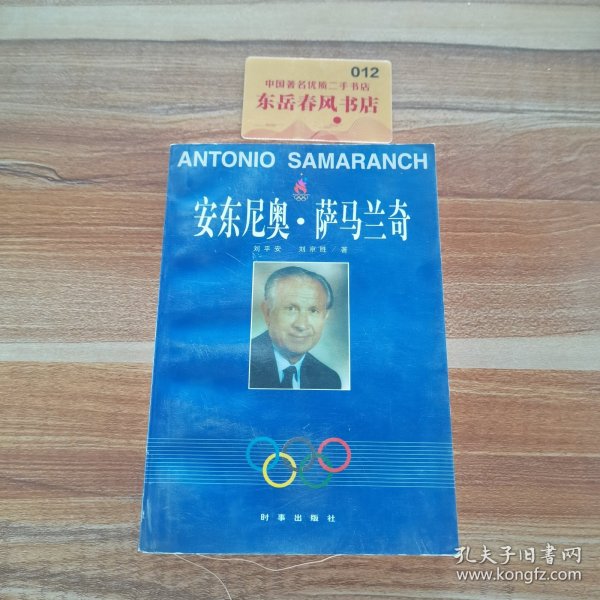 012
中国著名优质二手书店
东岳春风书店
ANTONIO SAMARANCH
安东尼奥·萨马兰奇
刘平安 刘京胜／著
时事出版社
孔夫子旧书网
www.kongfz.com